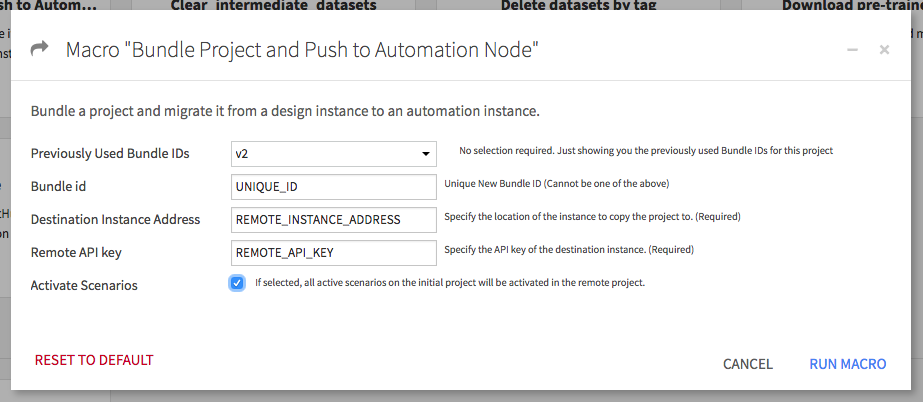 sh to Autom... Clear_intermediate_datasets Delete datasets by tag Download pre-traine
Macro "Bundle Project and Push to Automation Node"
Bundle a project and migrate it from a design instance to an automation instance.
Previously Used Bundle IDs v2 No selection required. Just showing you the previously used Bundle IDs for this project
Bundle id UNIQUE_ID Unique New Bundle ID (Cannot be one of the above)
Destination Instance Address REMOTE_INSTANCE_ADDRESS Specify the location of the instance to copy the project to. (Required)
Remote API key REMOTE_API_KEY Specify the API key of the destination instance. (Required)
Activate Scenarios If selected, all active scenarios on the initial project will be activated in the remote project.
RESET TO DEFAULT CANCEL RUN MACRO